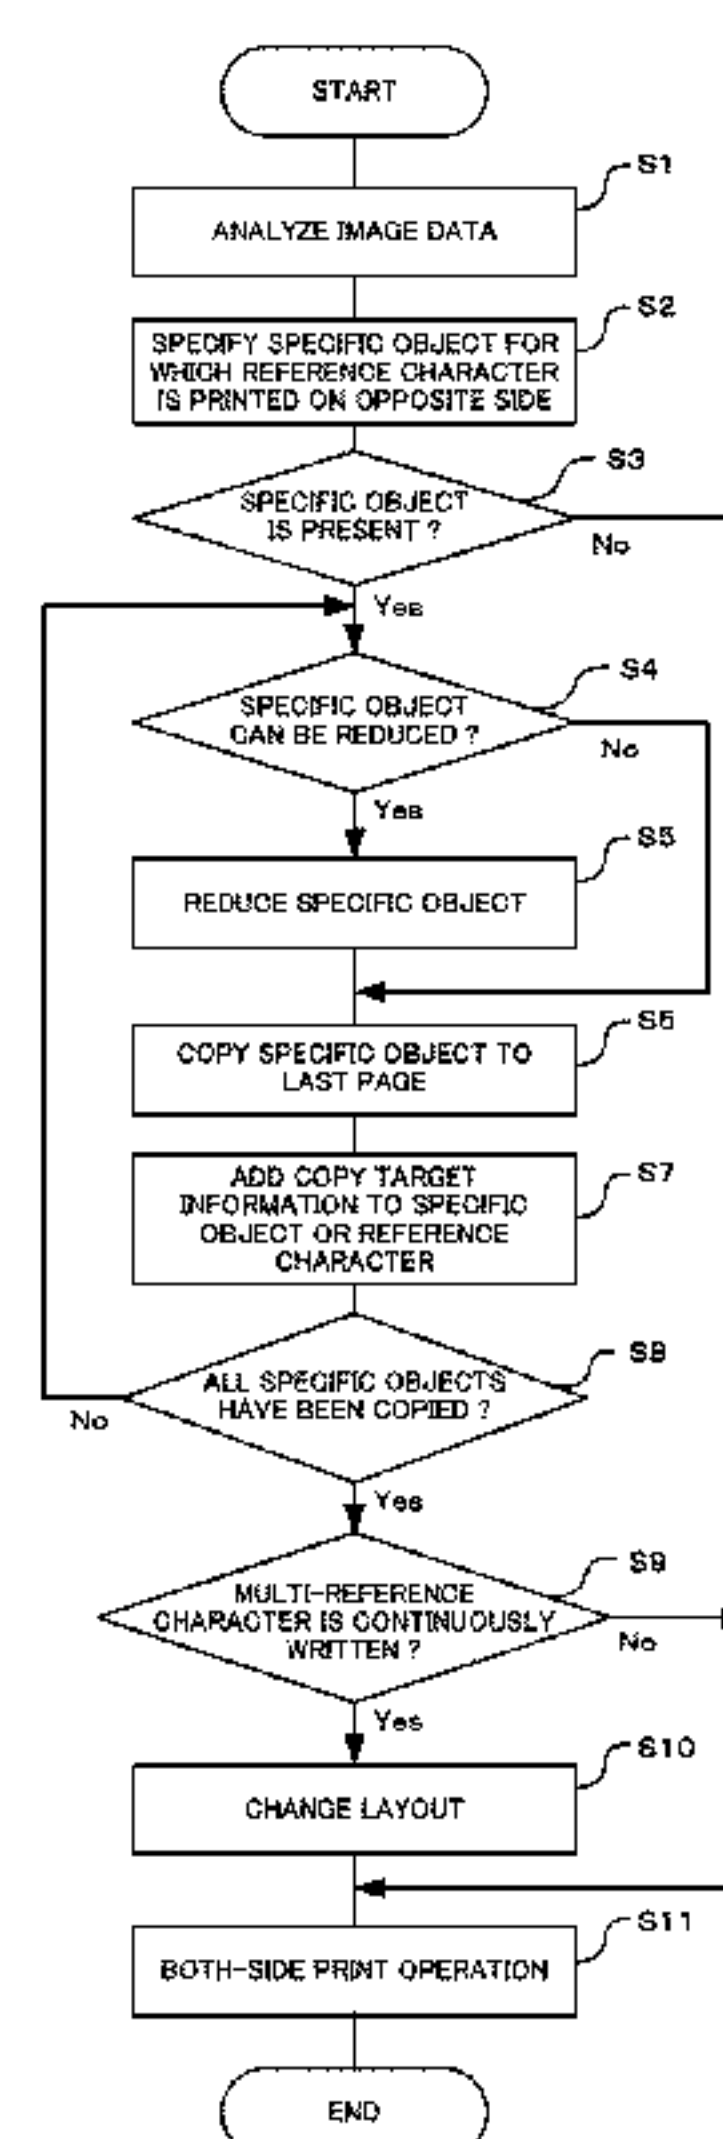 START
S1
ANALYZE IMAGE DATA
S2
SPECIFY SPECIFIC OBJECT FOR
WHICH REFERENCE CHARACTER
IS PRINTED ON OPPOSITE SIDE
S3
SPECIFIC OBJECT
IS PRESENT ?
No
Yes
S4
SPECIFIC OBJECT
CAN BE REDUCED ?
No
Yes
S5
REDUCE SPECIFIC OBJECT
S6
COPY SPECIFIC OBJECT TO
LAST PAGE
S7
ADD COPY TARGET
INFORMATION TO SPECIFIC
OBJECT OR REFERENCE
CHARACTER
S8
ALL SPECIFIC OBJECTS
HAVE BEEN COPIED ?
No
Yes
S9
MULTI-REFERENCE
CHARACTER IS CONTINUOUSLY
WRITTEN ?
No
Yes
S10
CHANGE LAYOUT
S11
BOTH-SIDE PRINT OPERATION
END